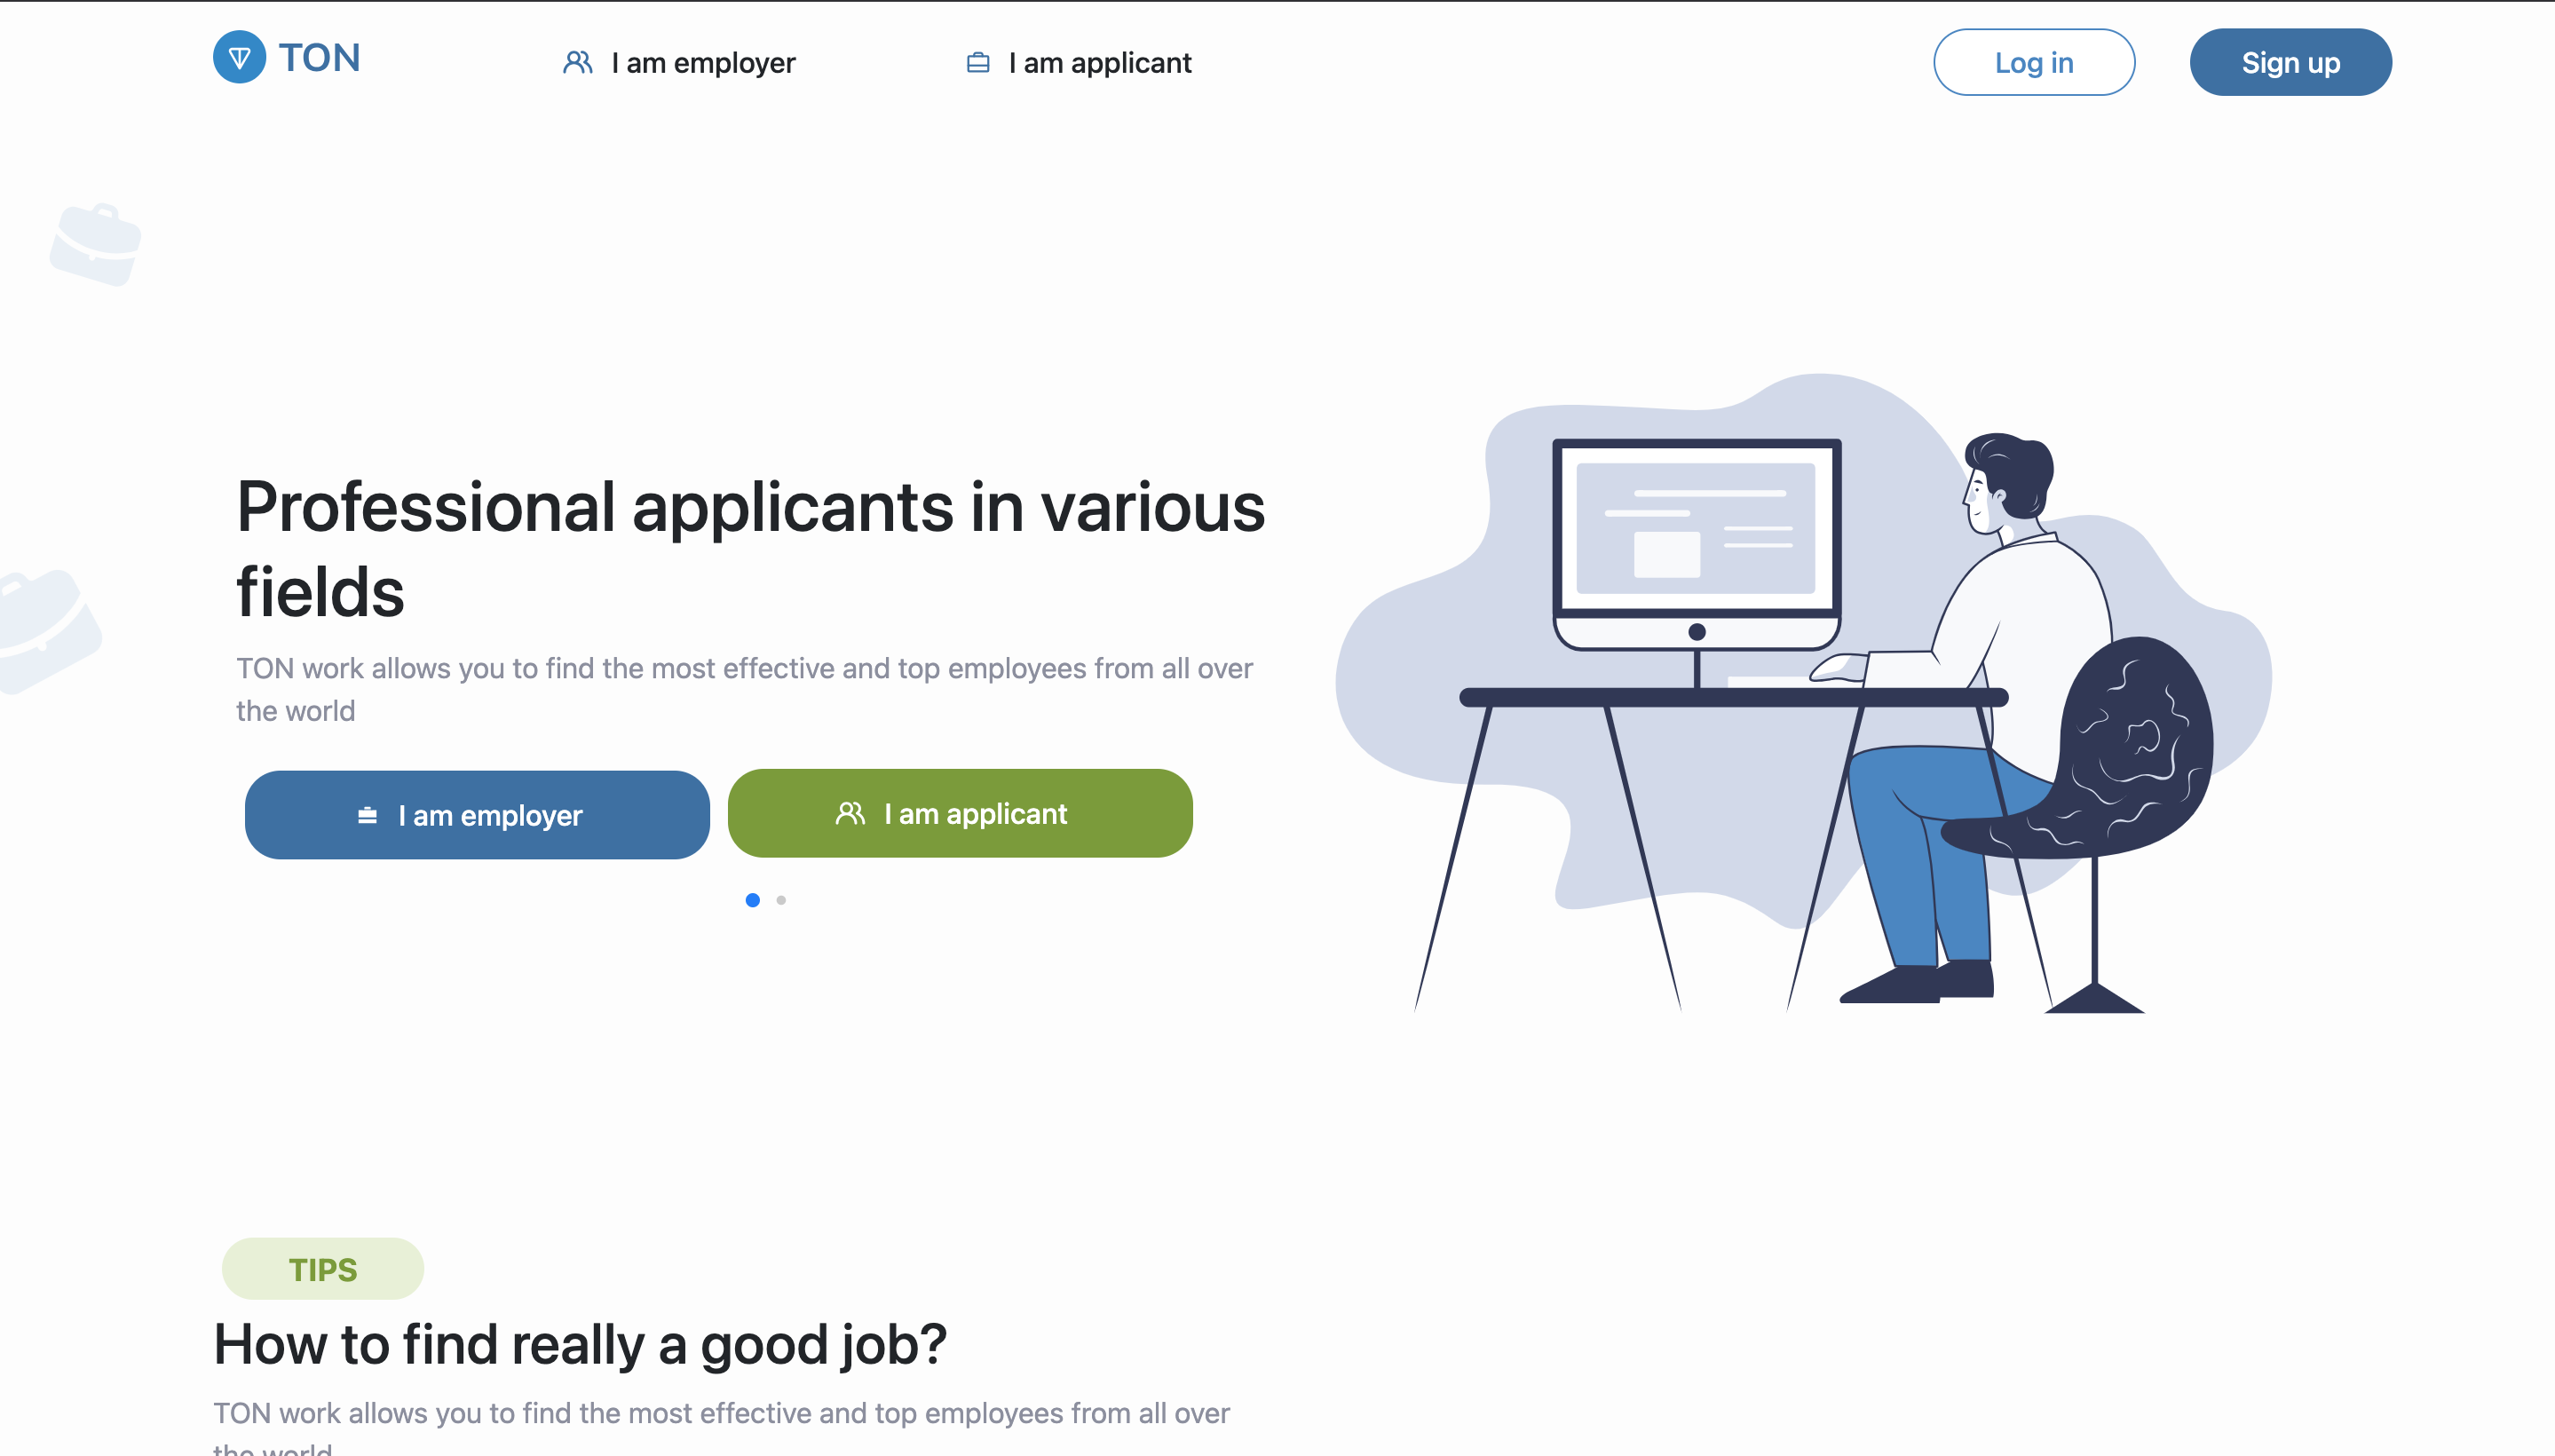 TON
I am employer
I am applicant
Log in
Sign up
Professional applicants in various
fields
TON work allows you to find the most effective and top employees from all over
the world
I am employer
I am applicant
TIPS
How to find really a good job?
TON work allows you to find the most effective and top employees from all over
the world